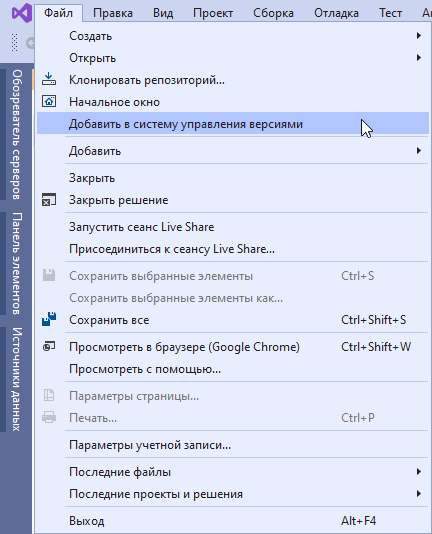 Файл Правка Вид Проект Сборка Отладка Тест
Создать
Открыть
Клонировать репозиторий...
Начальное окно
Добавить в систему управления версиями
Добавить
Закрыть
Закрыть решение
Запустить сеанс Live Share
Присоединиться к сеансу Live Share...
Сохранить выбранные элементы Ctrl+S
Сохранить выбранные элементы как...
Сохранить все Ctrl+Shift+S
Просмотреть в браузере (Google Chrome) Ctrl+Shift+W
Просмотреть с помощью...
Параметры страницы...
Печать... Ctrl+P
Параметры учетной записи...
Последние файлы
Последние проекты и решения
Выход Alt+F4
Обозреватель серверов
Панель элементов
Источники данных